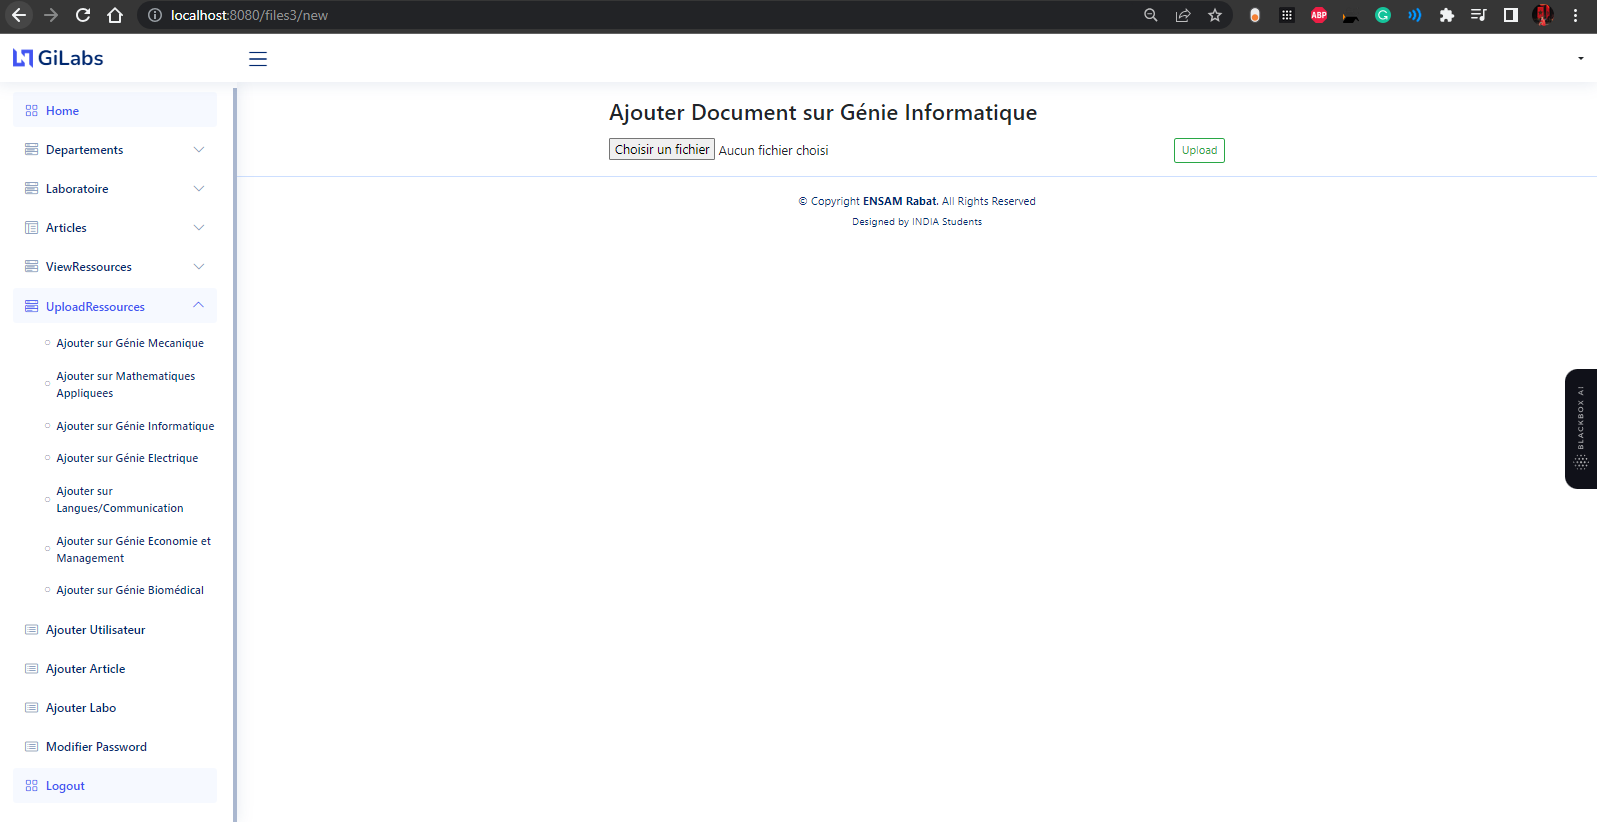 localhost:8080/files3/new
ABP
GiLabs
Home
Departements
Laboratoire
Articles
ViewRessources
UploadRessources
Ajouter sur Génie Mecanique
Ajouter sur Mathematiques
Appliquees
Ajouter sur Génie Informatique
Ajouter sur Génie Electrique
Ajouter sur
Langues/Communication
Ajouter sur Génie Economie et
Management
Ajouter sur Génie Biomédical
Ajouter Utilisateur
Ajouter Article
Ajouter Labo
Modifier Password
Logout
Ajouter Document sur Génie Informatique
Choisir un fichier Aucun fichier choisi
Upload
© Copyright ENSAM Rabat. All Rights Reserved
Designed by INDIA Students
BLACKBOX AI